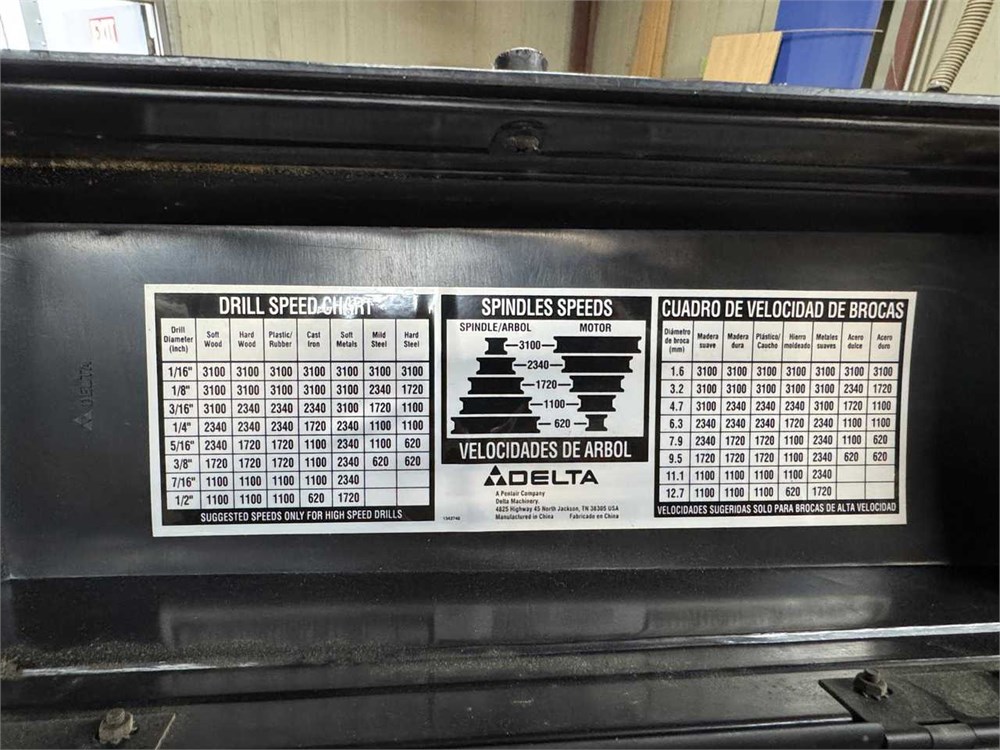 EXIT
DELTA
DRILL SPEED CHART
Drill Diameter (Inch) Soft Wood Hard Wood Plastic/ Rubber Cast Iron Soft Metals Mild Steel Hard Steel
1/16" 3100 3100 3100 3100 3100 3100 3100
1/8" 3100 3100 3100 3100 3100 2340 1720
3/16" 3100 2340 2340 2340 3100 1720 1100
1/4" 2340 2340 2340 1720 3100 1100 1100
5/16" 2340 1720 1720 1100 2340 1100 620
3/8" 1720 1720 1720 1100 2340 620 620
7/16" 1100 1100 1100 1100 2340
1/2" 1100 1100 1100 620 1720
SUGGESTED SPEEDS ONLY FOR HIGH SPEED DRILLS
SPINDLES SPEEDS
SPINDLE/ARBOL MOTOR
3100
2340
1720
1100
620
VELOCIDADES DE ARBOL
DELTA
A Pentair Company
Delta Machinery.
4825 Highway 45 North Jackson, TN 38305 USA
Manufactured in China Fabricado en China
CUADRO DE VELOCIDAD DE BROCAS
Diámetro de broca (mm) Madera suave Madera dura Plástico/ Caucho Hierro moldeado Metales suaves Acero dulce Acero duro
1.6 3100 3100 3100 3100 3100 3100 3100
3.2 3100 3100 3100 3100 3100 2340 1720
4.7 3100 2340 2340 2340 3100 1720 1100
6.3 2340 2340 2340 1720 3100 1100 1100
7.9 2340 1720 1720 1100 2340 1100 620
9.5 1720 1720 1720 1100 2340 620 620
11.1 1100 1100 1100 1100 2340
12.7 1100 1100 1100 620 1720
VELOCIDADES SUGERIDAS SOLO PARA BROCAS DE ALTA VELOCIDAD